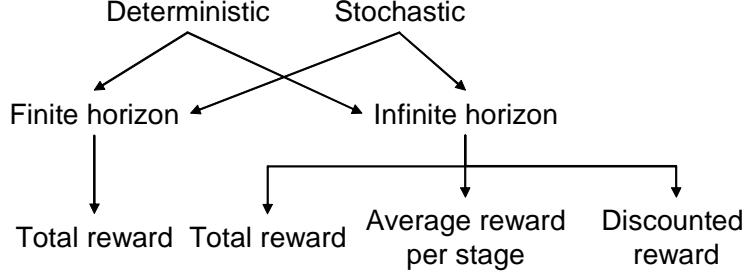 Deterministic
Stochastic
Finite horizon
Infinite horizon
Total reward
Total reward
Average reward
per stage
Discounted
reward